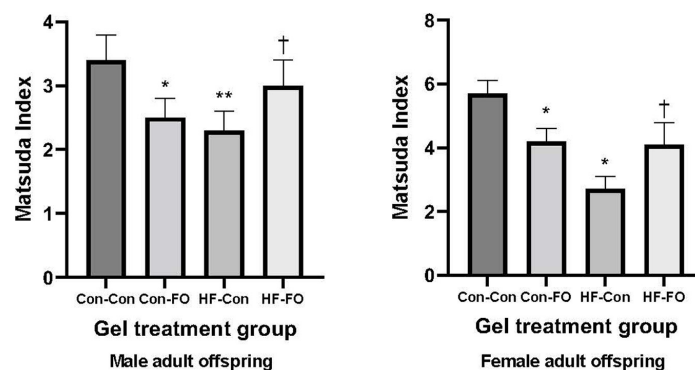 Matsuda Index
4
3
2
1
0
*
**
†
Con-Con Con-FO HF-Con HF-FO
Gel treatment group
Male adult offspring
Matsuda Index
8
6
4
2
0
*
*
†
Con-Con Con-FO HF-Con HF-FO
Gel treatment group
Female adult offspring